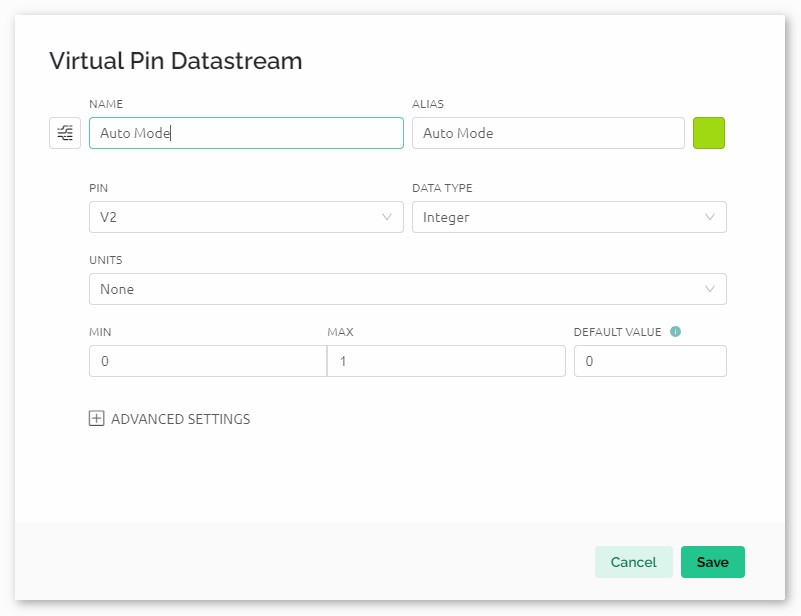 Virtual Pin Datastream
NAME
ALIAS
Auto Mode
Auto Mode
PIN
DATA TYPE
V2
Integer
UNITS
None
MIN
MAX
DEFAULT VALUE i
0
1
0
ADVANCED SETTINGS
Cancel
Save